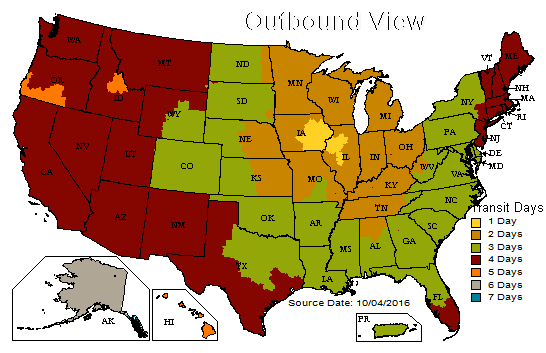 Outbound View
WA
MT
ND
MN
VT
ME
OR
ID
WY
SD
WI
MI
NY
NH
MA
RI
CT
NV
UT
CO
NE
IA
IL
IN
OH
PA
NJ
DE
MD
CA
KS
MO
KY
WV
VA
AZ
NM
OK
AR
TN
NC
SC
TX
LA
MS
AL
GA
FL
AK
HI
PR
Transit Days
1 Day
2 Days
3 Days
4 Days
5 Days
6 Days
7 Days
Source Date: 10/04/2016